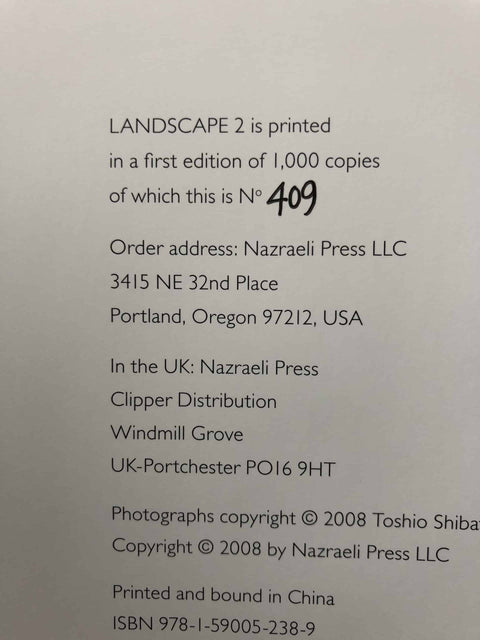 LANDSCAPE 2 is printed
in a first edition of 1,000 copies
of which this is Nº 409
Order address: Nazraeli Press LLC
3415 NE 32nd Place
Portland, Oregon 97212, USA
In the UK: Nazraeli Press
Clipper Distribution
Windmill Grove
UK-Portchester PO16 9HT
Photographs copyright © 2008 Toshio Shiba
Copyright © 2008 by Nazraeli Press LLC
Printed and bound in China
ISBN 978-1-59005-238-9